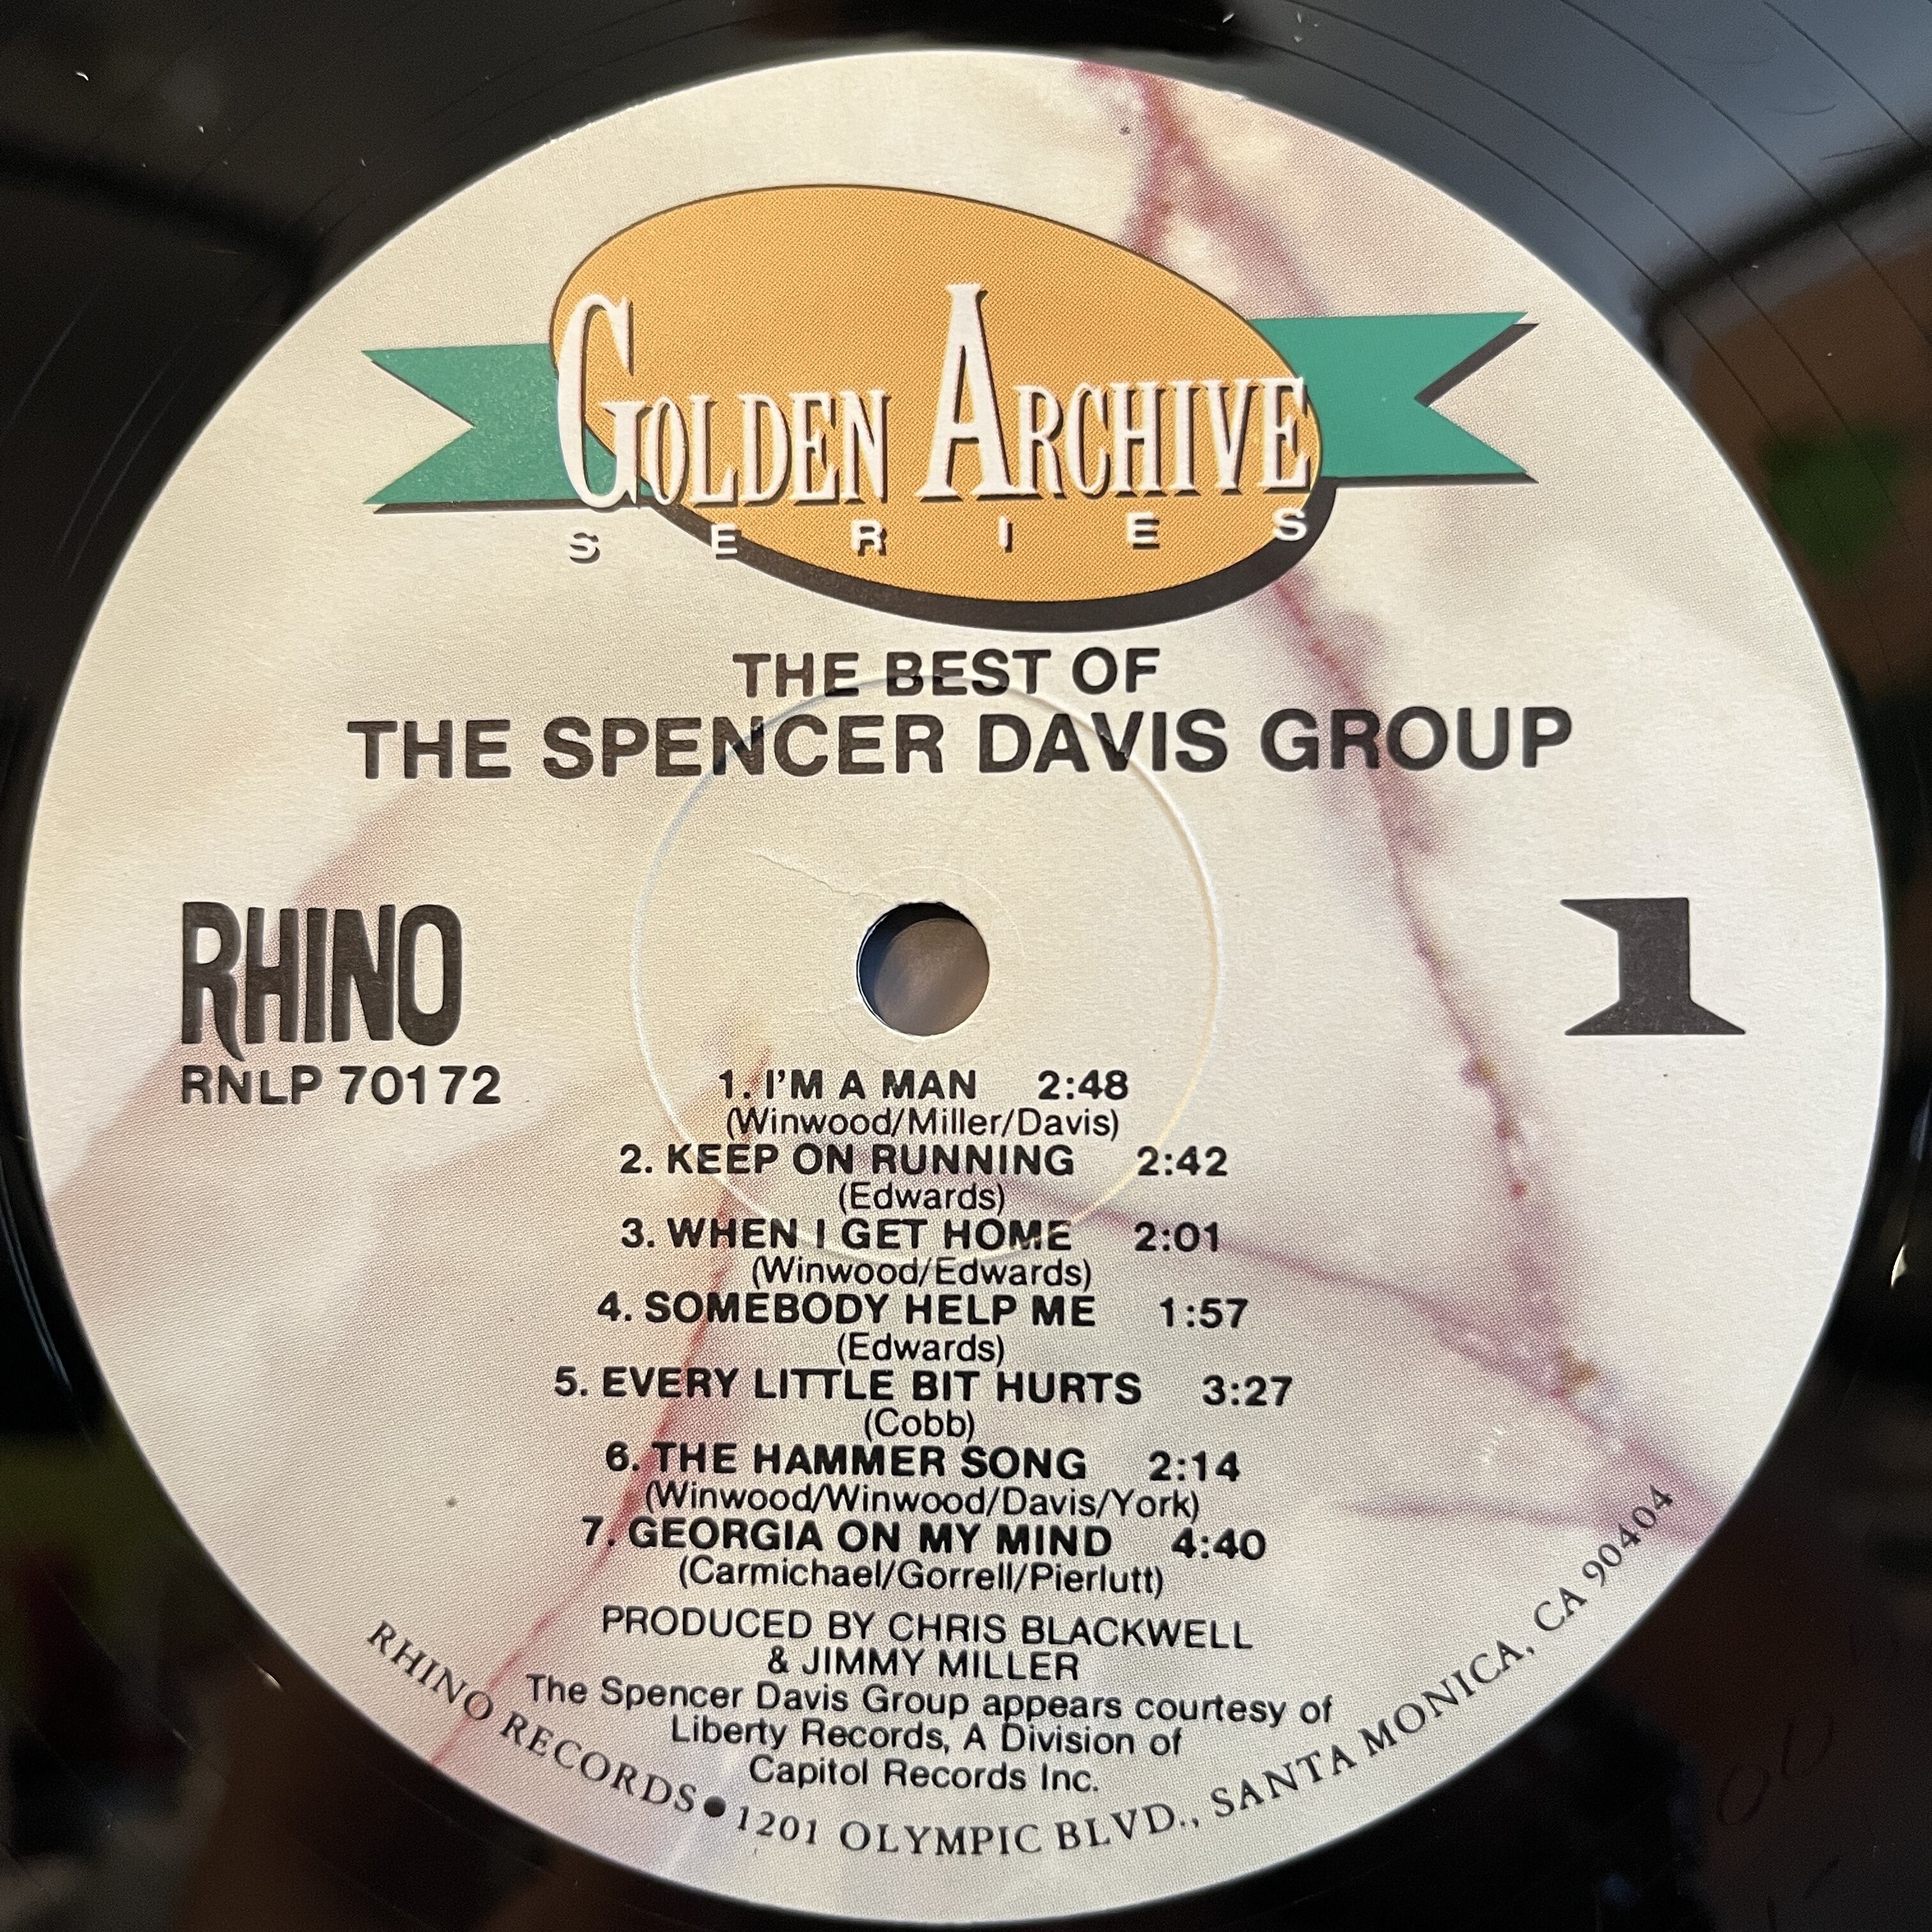 GOLDEN ARCHIVE
SERIES
THE BEST OF
THE SPENCER DAVIS GROUP
RHINO
RNLP 70172
1
1. I'M A MAN 2:48
(Winwood/Miller/Davis)
2. KEEP ON RUNNING 2:42
(Edwards)
3. WHEN I GET HOME 2:01
(Winwood/Edwards)
4. SOMEBODY HELP ME 1:57
(Edwards)
5. EVERY LITTLE BIT HURTS 3:27
(Cobb)
6. THE HAMMER SONG 2:14
(Winwood/Winwood/Davis/York)
7. GEORGIA ON MY MIND 4:40
(Carmichael/Gorrell/Pierlutt)
PRODUCED BY CHRIS BLACKWELL
& JIMMY MILLER
The Spencer Davis Group appears courtesy of
Liberty Records, A Division of
Capitol Records Inc.
RHINO RECORDS • 1201 OLYMPIC BLVD., SANTA MONICA, CA 90404